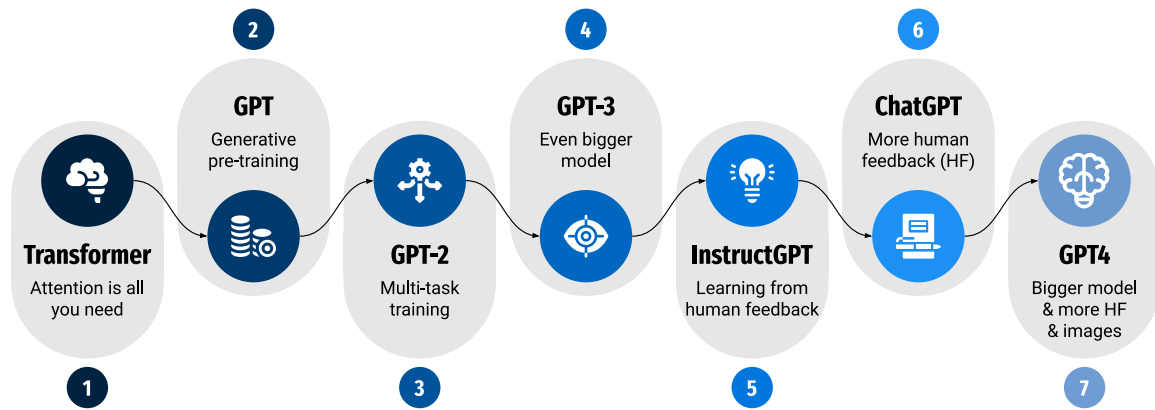 1
Transformer
Attention is all
you need
2
GPT
Generative
pre-training
3
GPT-2
Multi-task
training
4
GPT-3
Even bigger
model
5
InstructGPT
Learning from
human feedback
6
ChatGPT
More human
feedback (HF)
7
GPT4
Bigger model
& more HF
& images